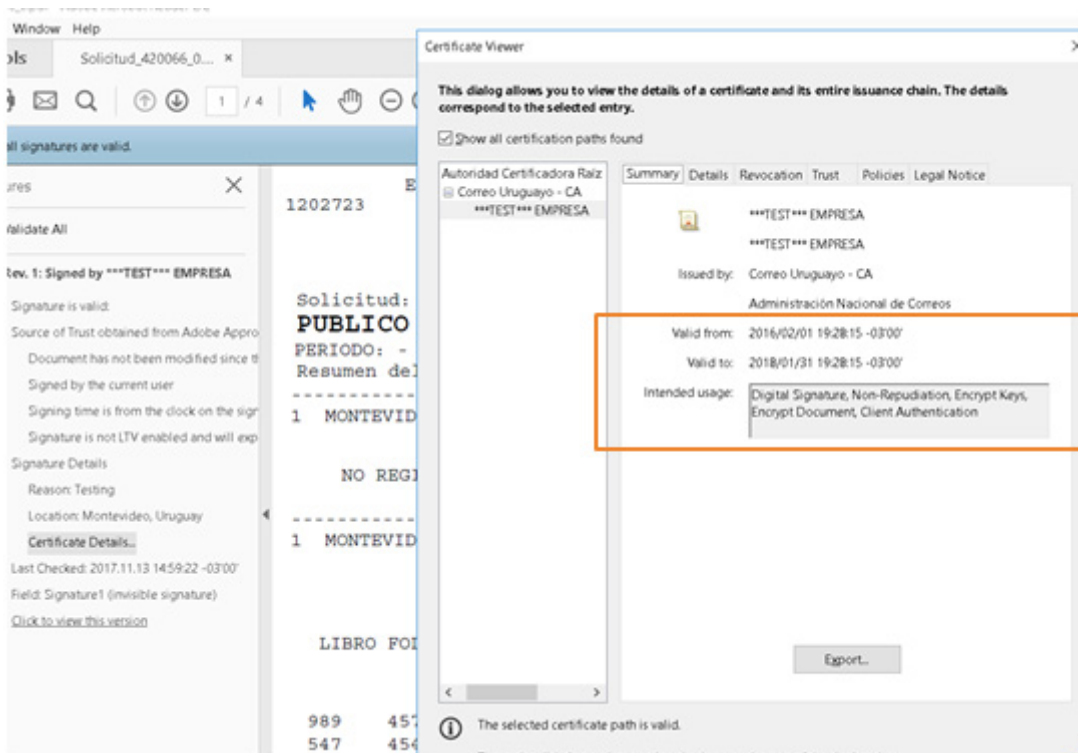 Window Help
ols
Solicitud_420066_0... ×
1 / 4
all signatures are valid.
ures
Validate All
Rev. 1: Signed by ***TEST*** EMPRESA
Signature is valid:
Source of Trust obtained from Adobe Appro
Document has not been modified since th
Signed by the current user
Signing time is from the clock on the sign
Signature is not LTV enabled and will exp
Signature Details
Reason: Testing
Location: Montevideo, Uruguay
Certificate Details...
Last Checked: 2017.11.13 14:59:22 -03'00'
Field: Signature1 (invisible signature)
Click to view this version
E
1202723
Solicitud:
PUBLICO
PERIODO: -
Resumen del
1 MONTEVID
NO REGI
1 MONTEVID
LIBRO FOI
989 457
547 454
Certificate Viewer
This dialog allows you to view the details of a certificate and its entire issuance chain. The details
correspond to the selected entry.
Show all certification paths found
Autoridad Certificadora Raíz
Correo Uruguayo - CA
***TEST*** EMPRESA
Summary Details Revocation Trust Policies Legal Notice
***TEST*** EMPRESA
***TEST*** EMPRESA
Issued by: Correo Uruguayo - CA
Administración Nacional de Correos
Valid from: 2016/02/01 19:28:15 -03'00'
Valid to: 2018/01/31 19:28:15 -03'00'
Intended usage: Digital Signature, Non-Repudiation, Encrypt Keys,
Encrypt Document, Client Authentication
Export...
The selected certificate path is valid.